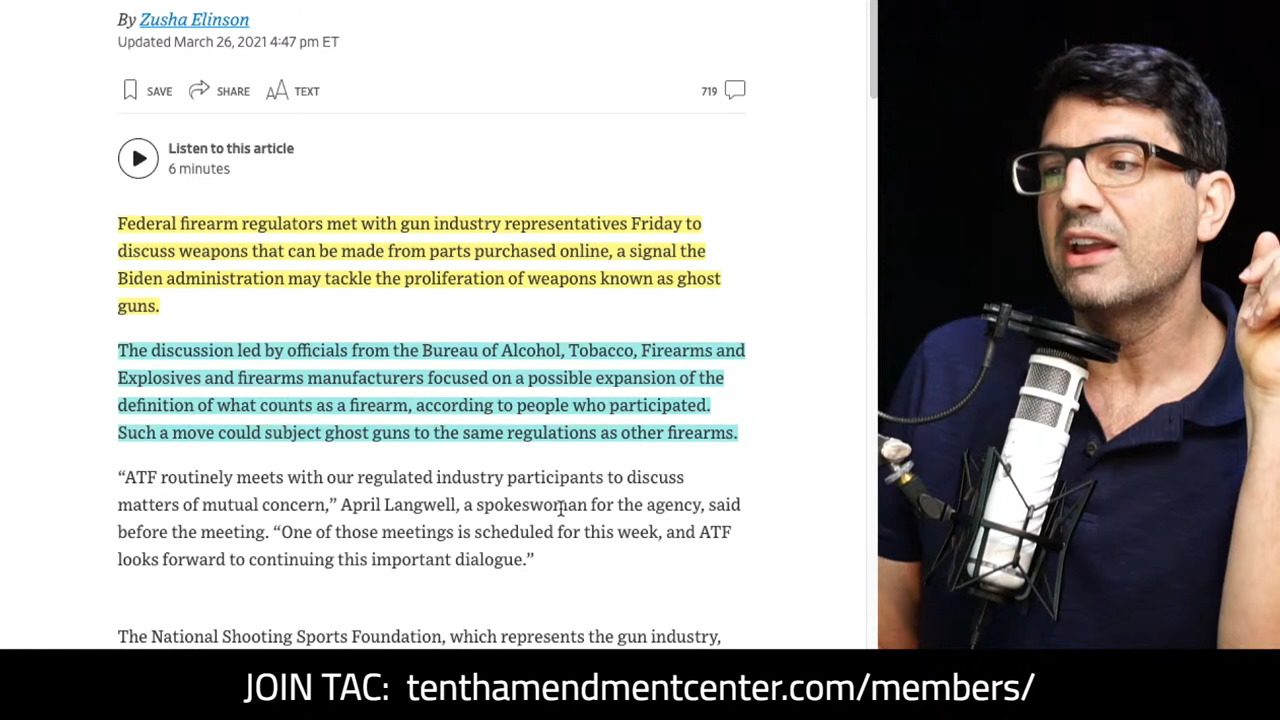 By Zusha Elinson
Updated March 26, 2021 4:47 pm ET
SAVE SHARE AA TEXT 719
Listen to this article
6 minutes
Federal firearm regulators met with gun industry representatives Friday to
discuss weapons that can be made from parts purchased online, a signal the
Biden administration may tackle the proliferation of weapons known as ghost
guns.
The discussion led by officials from the Bureau of Alcohol, Tobacco, Firearms and
Explosives and firearms manufacturers focused on a possible expansion of the
definition of what counts as a firearm, according to people who participated.
Such a move could subject ghost guns to the same regulations as other firearms.
“ATF routinely meets with our regulated industry participants to discuss
matters of mutual concern,” April Langwell, a spokeswoman for the agency, said
before the meeting. “One of those meetings is scheduled for this week, and ATF
looks forward to continuing this important dialogue.”
The National Shooting Sports Foundation, which represents the gun industry,
JOIN TAC: tenthamendmentcenter.com/members/